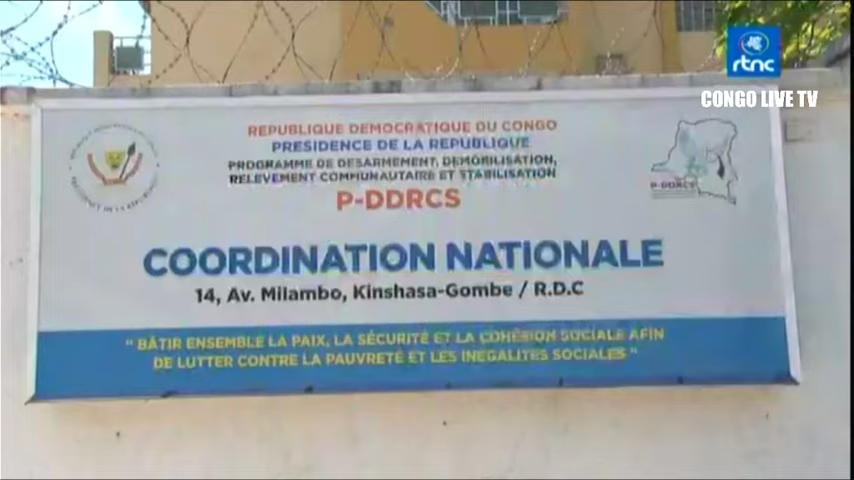 rtnc
CONGO LIVE TV
REPUBLIQUE DEMOCRATIQUE DU CONGO
PRESIDENCE DE LA REPUBLIQUE
PROGRAMME DE DESARMEMENT, DEMOBILISATION,
RELEVEMENT COMMUNAUTAIRE ET STABILISATION
P-DDRCS
P-DDRCS
COORDINATION NATIONALE
14, Av. Milambo, Kinshasa-Gombe / R.D.C
" BÂTIR ENSEMBLE LA PAIX, LA SÉCURITÉ ET LA COHÉSION SOCIALE AFIN
DE LUTTER CONTRE LA PAUVRETÉ ET LES INÉGALITES SOCIALES "